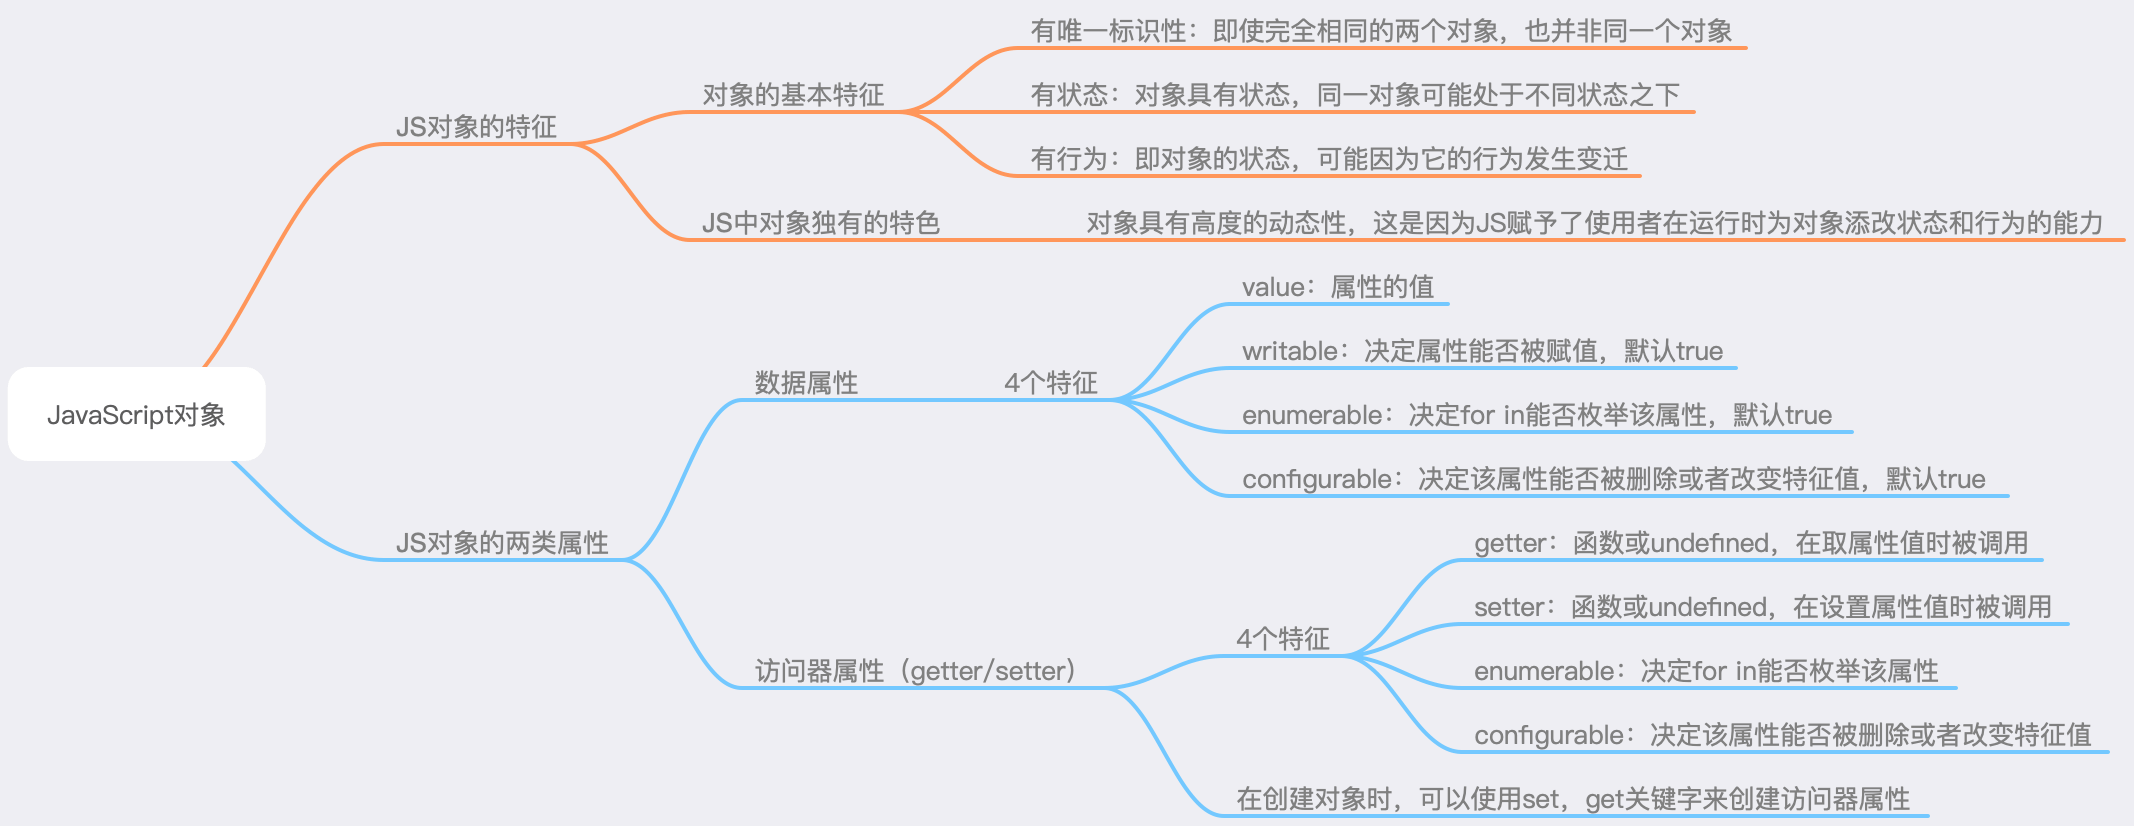 JavaScript对象
JS对象的特征
对象的基本特征
有唯一标识性：即使完全相同的两个对象，也并非同一个对象
有状态：对象具有状态，同一对象可能处于不同状态之下
有行为：即对象的状态，可能因为它的行为发生变迁
JS中对象独有的特色
对象具有高度的动态性，这是因为JS赋予了使用者在运行时为对象添改状态和行为的能力
JS对象的两类属性
数据属性
4个特征
value：属性的值
writable：决定属性能否被赋值，默认true
enumerable：决定for in能否枚举该属性，默认true
configurable：决定该属性能否被删除或者改变特征值，默认true
访问器属性（getter/setter）
4个特征
getter：函数或undefined，在取属性值时被调用
setter：函数或undefined，在设置属性值时被调用
enumerable：决定for in能否枚举该属性
configurable：决定该属性能否被删除或者改变特征值
在创建对象时，可以使用set，get关键字来创建访问器属性